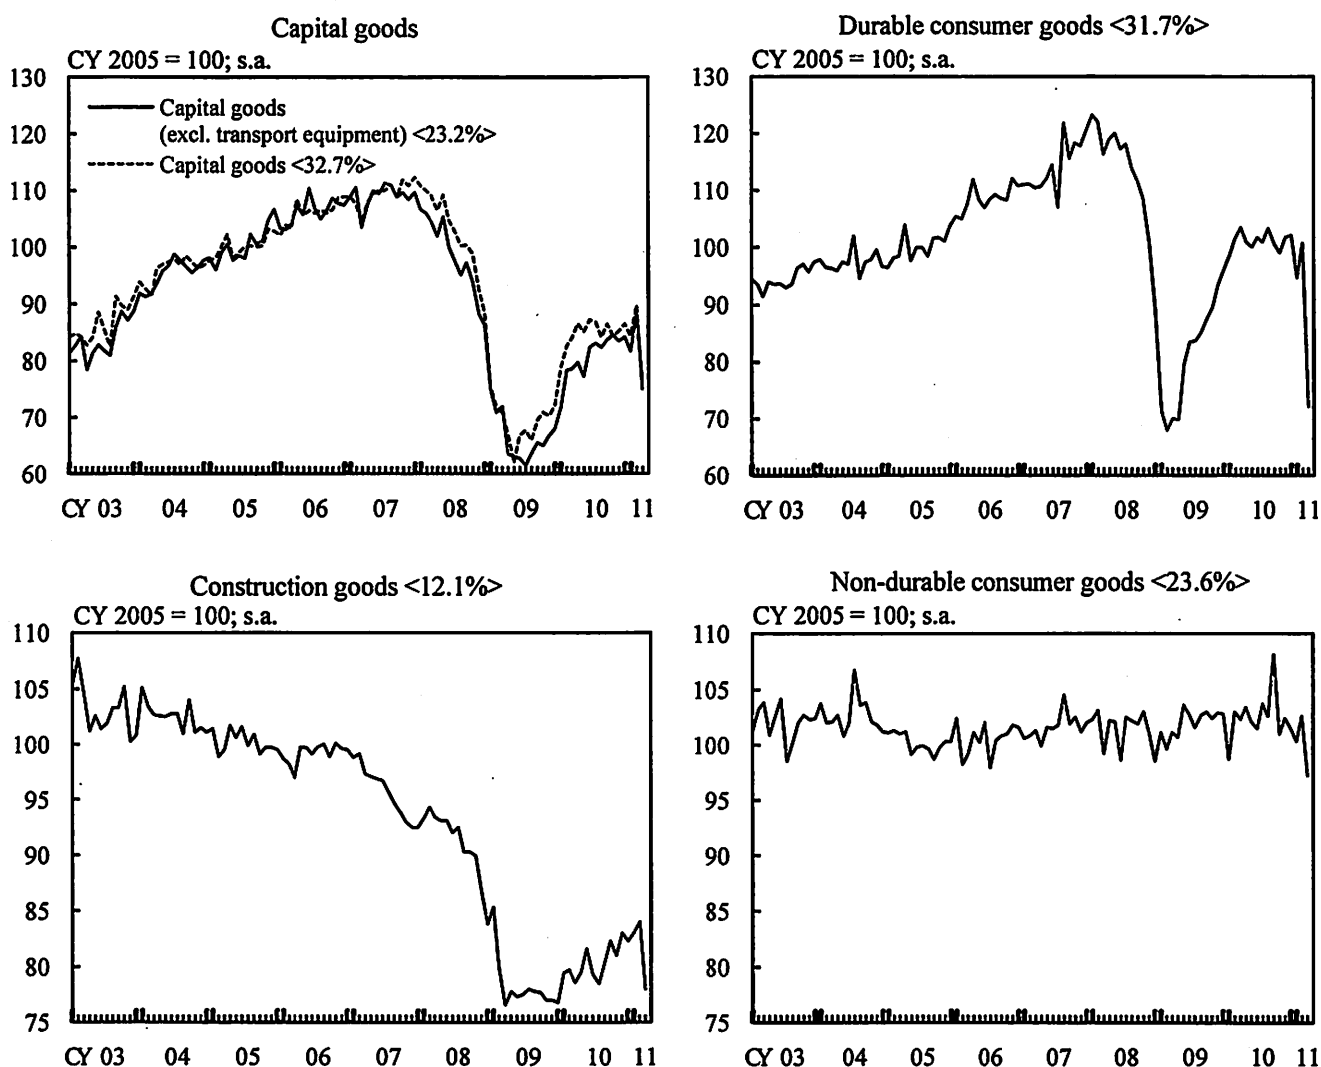 Capital goods
CY 2005 = 100; s.a.
130
120
110
100
90
80
70
60
Capital goods
(excl. transport equipment) <23.2%>
Capital goods <32.7%>
CY 03 04 05 06 07 08 09 10 11
Durable consumer goods <31.7%>
CY 2005 = 100; s.a.
130
120
110
100
90
80
70
60
CY 03 04 05 06 07 08 09 10 11
Construction goods <12.1%>
CY 2005 = 100; s.a.
110
105
100
95
90
85
80
75
CY 03 04 05 06 07 08 09 10 11
Non-durable consumer goods <23.6%>
CY 2005 = 100; s.a.
110
105
100
95
90
85
80
75
CY 03 04 05 06 07 08 09 10 11